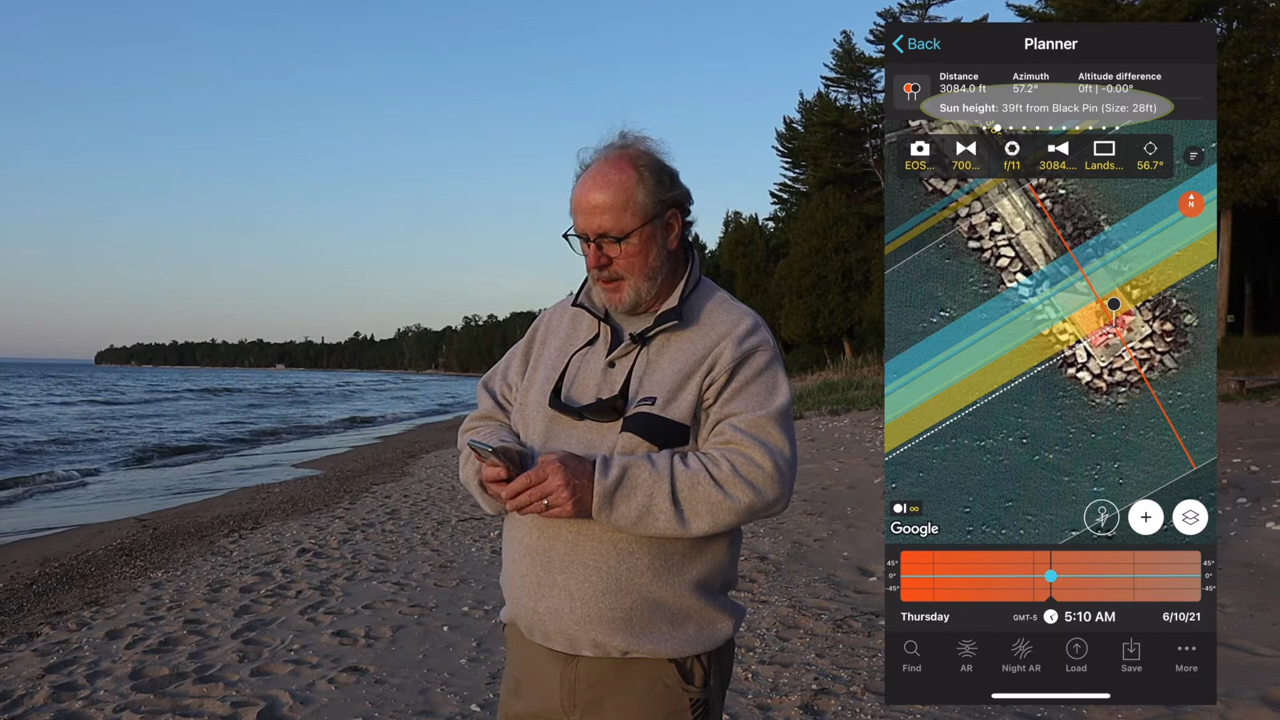 Back
Planner
Distance
Azimuth
Altitude difference
3084.0 ft
57.2°
0ft | -0.00°
Sun height: 39ft from Black Pin (Size: 28ft)
EOS...
700...
f/11
3084....
Lands...
56.7°
N
Google
45°
0°
-45°
45°
0°
-45°
Thursday
GMT-5
5:10 AM
6/10/21
Find
AR
Night AR
Load
Save
More